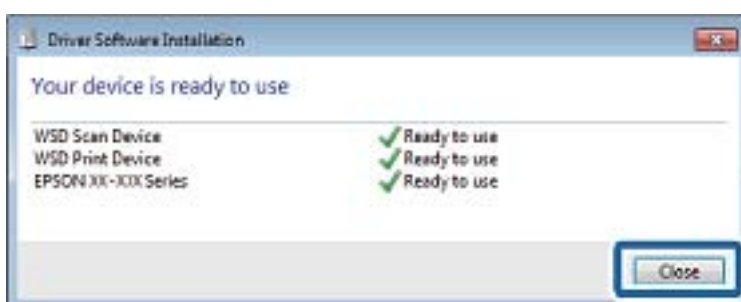 Driver Software Installation
Your device is ready to use
WSD Scan Device Ready to use
WSD Print Device Ready to use
EPSON XX-XXX Series Ready to use
Close